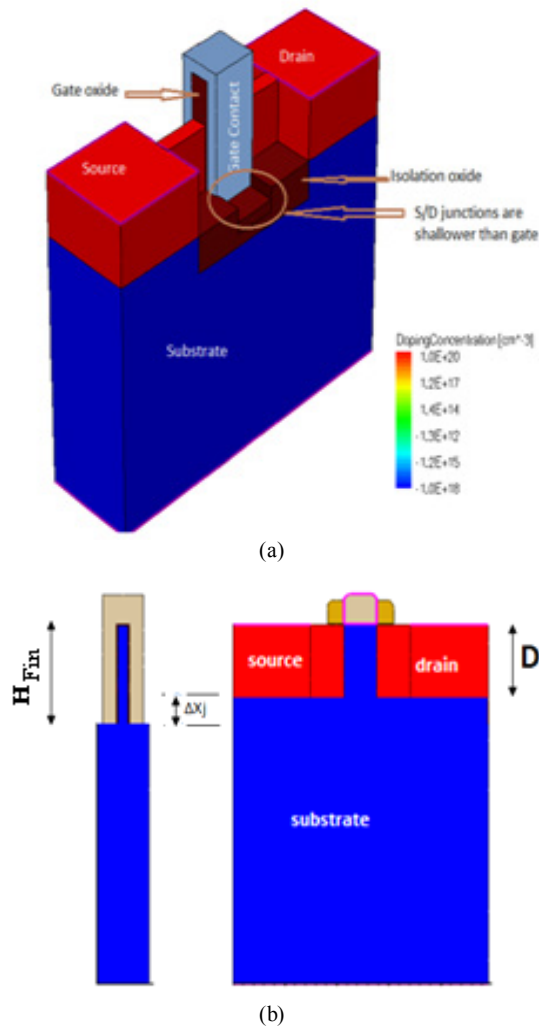 Drain
Gate oxide
Gate Contact
Source
Isolation oxide
S/D junctions are
shallower than gate
Substrate
DopingConcentration [cm^-3]
1.0E+20
1.2E+17
1.4E+14
-1.3E+12
-1.2E+15
-1.0E+18
(a)
H Fin
ΔXj
source
drain
D
substrate
(b)